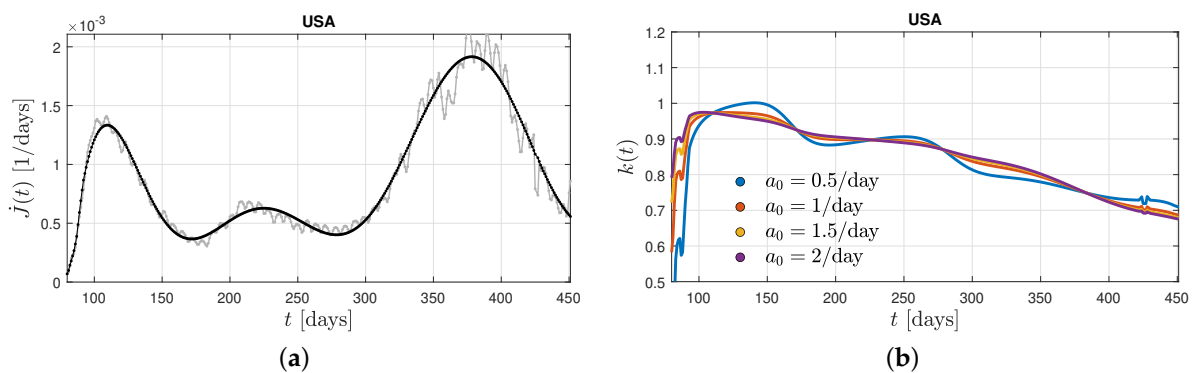 USA
×10⁻³
2
1.5
1
0.5
0
J̇(t) [1/days]
100 150 200 250 300 350 400 450
t [days]
(a)
USA
1.2
1.1
1
0.9
0.8
0.7
0.6
0.5
k(t)
a₀ = 0.5/day
a₀ = 1/day
a₀ = 1.5/day
a₀ = 2/day
100 150 200 250 300 350 400 450
t [days]
(b)